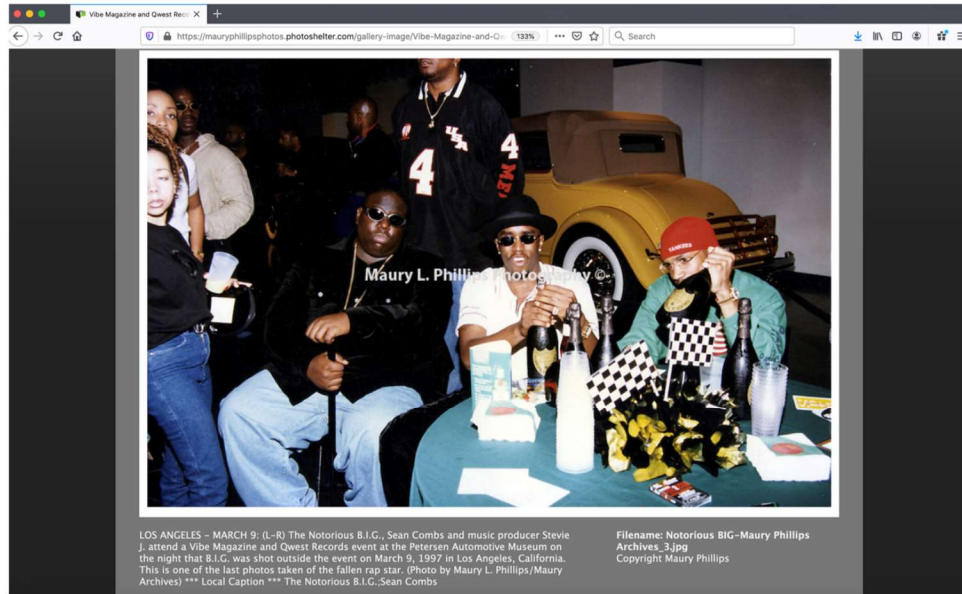 Vibe Magazine and Qwest Reco
https://mauryphillipsphotos.photoshelter.com/gallery-image/Vibe-Magazine-and-Q
133%
Search
USA
4
4
ME
YANKEES
Maury L. Phillips Photography ©
LOS ANGELES - MARCH 9: (L-R) The Notorious B.I.G., Sean Combs and music producer Stevie
J. attend a Vibe Magazine and Qwest Records event at the Petersen Automotive Museum on
the night that B.I.G. was shot outside the event on March 9, 1997 in Los Angeles, California.
This is one of the last photos taken of the fallen rap star. (Photo by Maury L. Phillips/Maury
Archives) *** Local Caption *** The Notorious B.I.G.;Sean Combs
Filename: Notorious BIG-Maury Phillips
Archives_3.jpg
Copyright Maury Phillips